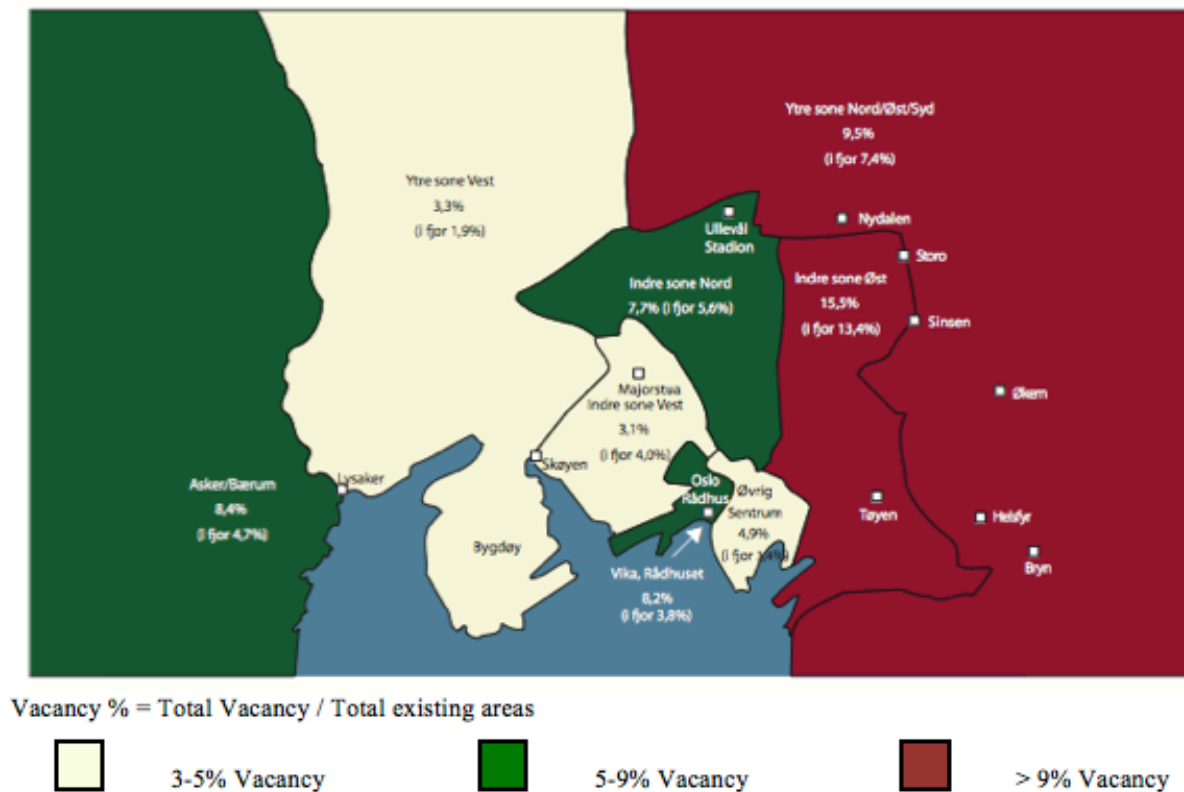 Ytre sone Nord/Øst/Syd
9,5%
(i fjor 7,4%)
Ytre sone Vest
3,3%
(i fjor 1,9%)
Ullevål
Stadion
Nydalen
Storo
Indre sone Nord
7,7% (i fjor 5,6%)
Indre sone Øst
15,5%
(i fjor 13,4%)
Sinsen
Majorstua
Indre sone Vest
3,1%
(i fjor 4,0%)
Økern
Skøyen
Lysaker
Asker/Bærum
8,4%
(i fjor 4,7%)
Oslo
Rådhus
Øvrig
Sentrum
4,9%
(i fjor
Tøyen
Helsfyr
Bryn
Bygdøy
Vika, Rådhuset
8,2%
(i fjor 3,8%)
Vacancy % = Total Vacancy / Total existing areas
3-5% Vacancy
5-9% Vacancy
> 9% Vacancy